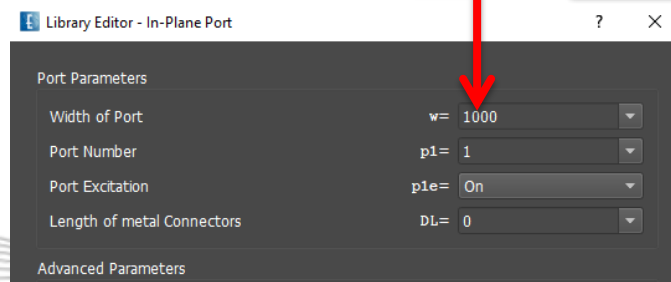 Library Editor - In-Plane Port ? ×
Port Parameters
Width of Port w= 1000
Port Number p1= 1
Port Excitation p1e= On
Length of metal Connectors DL= 0
Advanced Parameters